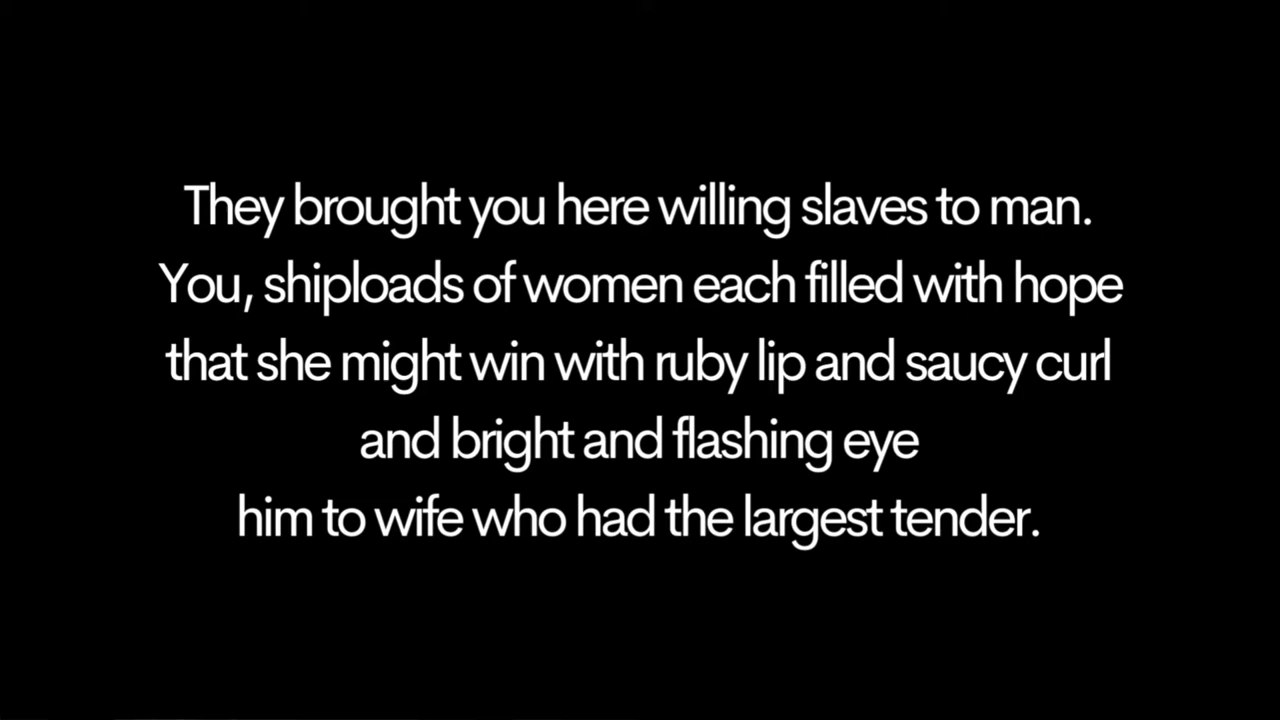 They brought you here willing slaves to man.
You, shiploads of women each filled with hope
that she might win with ruby lip and saucy curl
and bright and flashing eye
him to wife who had the largest tender.